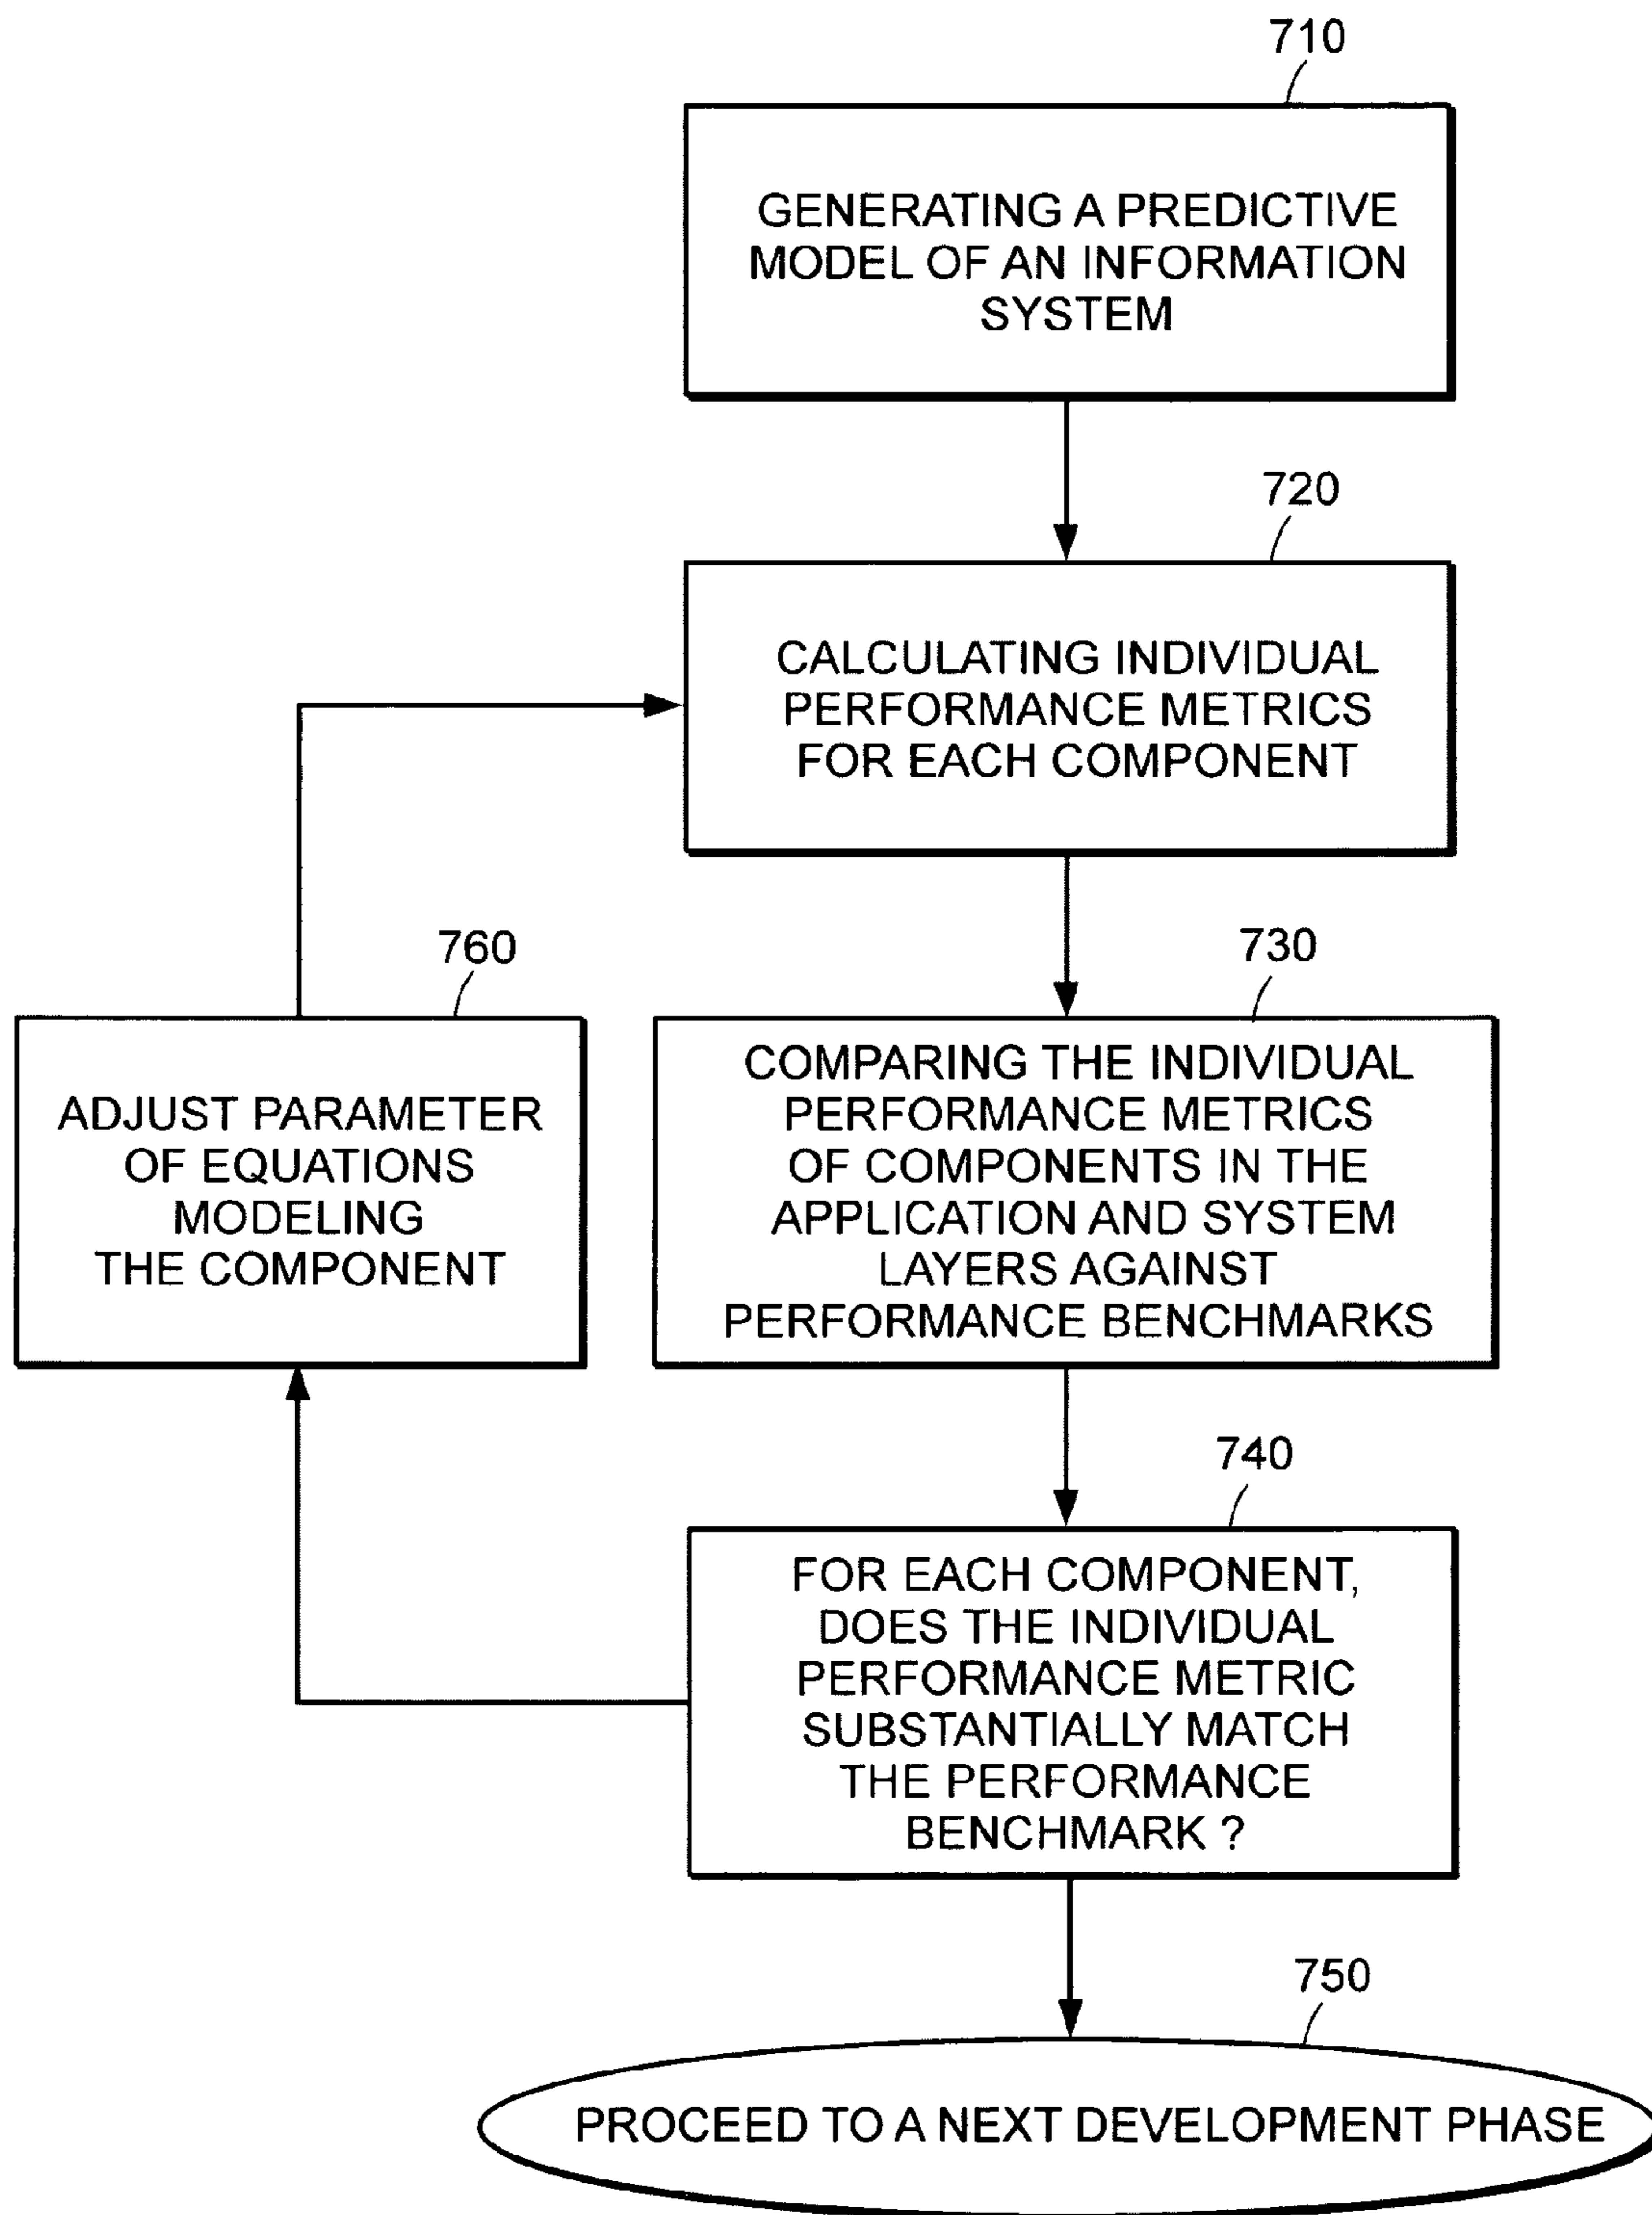 710
GENERATING A PREDICTIVE
MODEL OF AN INFORMATION
SYSTEM
720
CALCULATING INDIVIDUAL
PERFORMANCE METRICS
FOR EACH COMPONENT
760
ADJUST PARAMETER
OF EQUATIONS
MODELING
THE COMPONENT
730
COMPARING THE INDIVIDUAL
PERFORMANCE METRICS
OF COMPONENTS IN THE
APPLICATION AND SYSTEM
LAYERS AGAINST
PERFORMANCE BENCHMARKS
740
FOR EACH COMPONENT,
DOES THE INDIVIDUAL
PERFORMANCE METRIC
SUBSTANTIALLY MATCH
THE PERFORMANCE
BENCHMARK ?
750
PROCEED TO A NEXT DEVELOPMENT PHASE